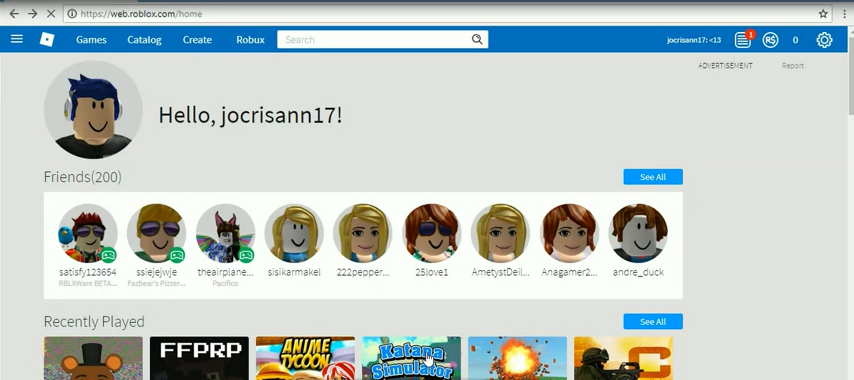 https://web.roblox.com/home
Games Catalog Create Robux Search jocrisann17: <13 1 R$ 0
ADVERTISEMENT Report
Hello, jocrisann17!
Friends(200) See All
satisfy123654 ssiejejwje theairplane... sisikarmakel 222pepper... 25love1 AmetystDeil... Anagamer2... andre_duck
RBLXWare BETA... Fazbear's Pizzer... Pacifico
Recently Played See All
FFPRP ANIME TYCOON Katana Simulator C